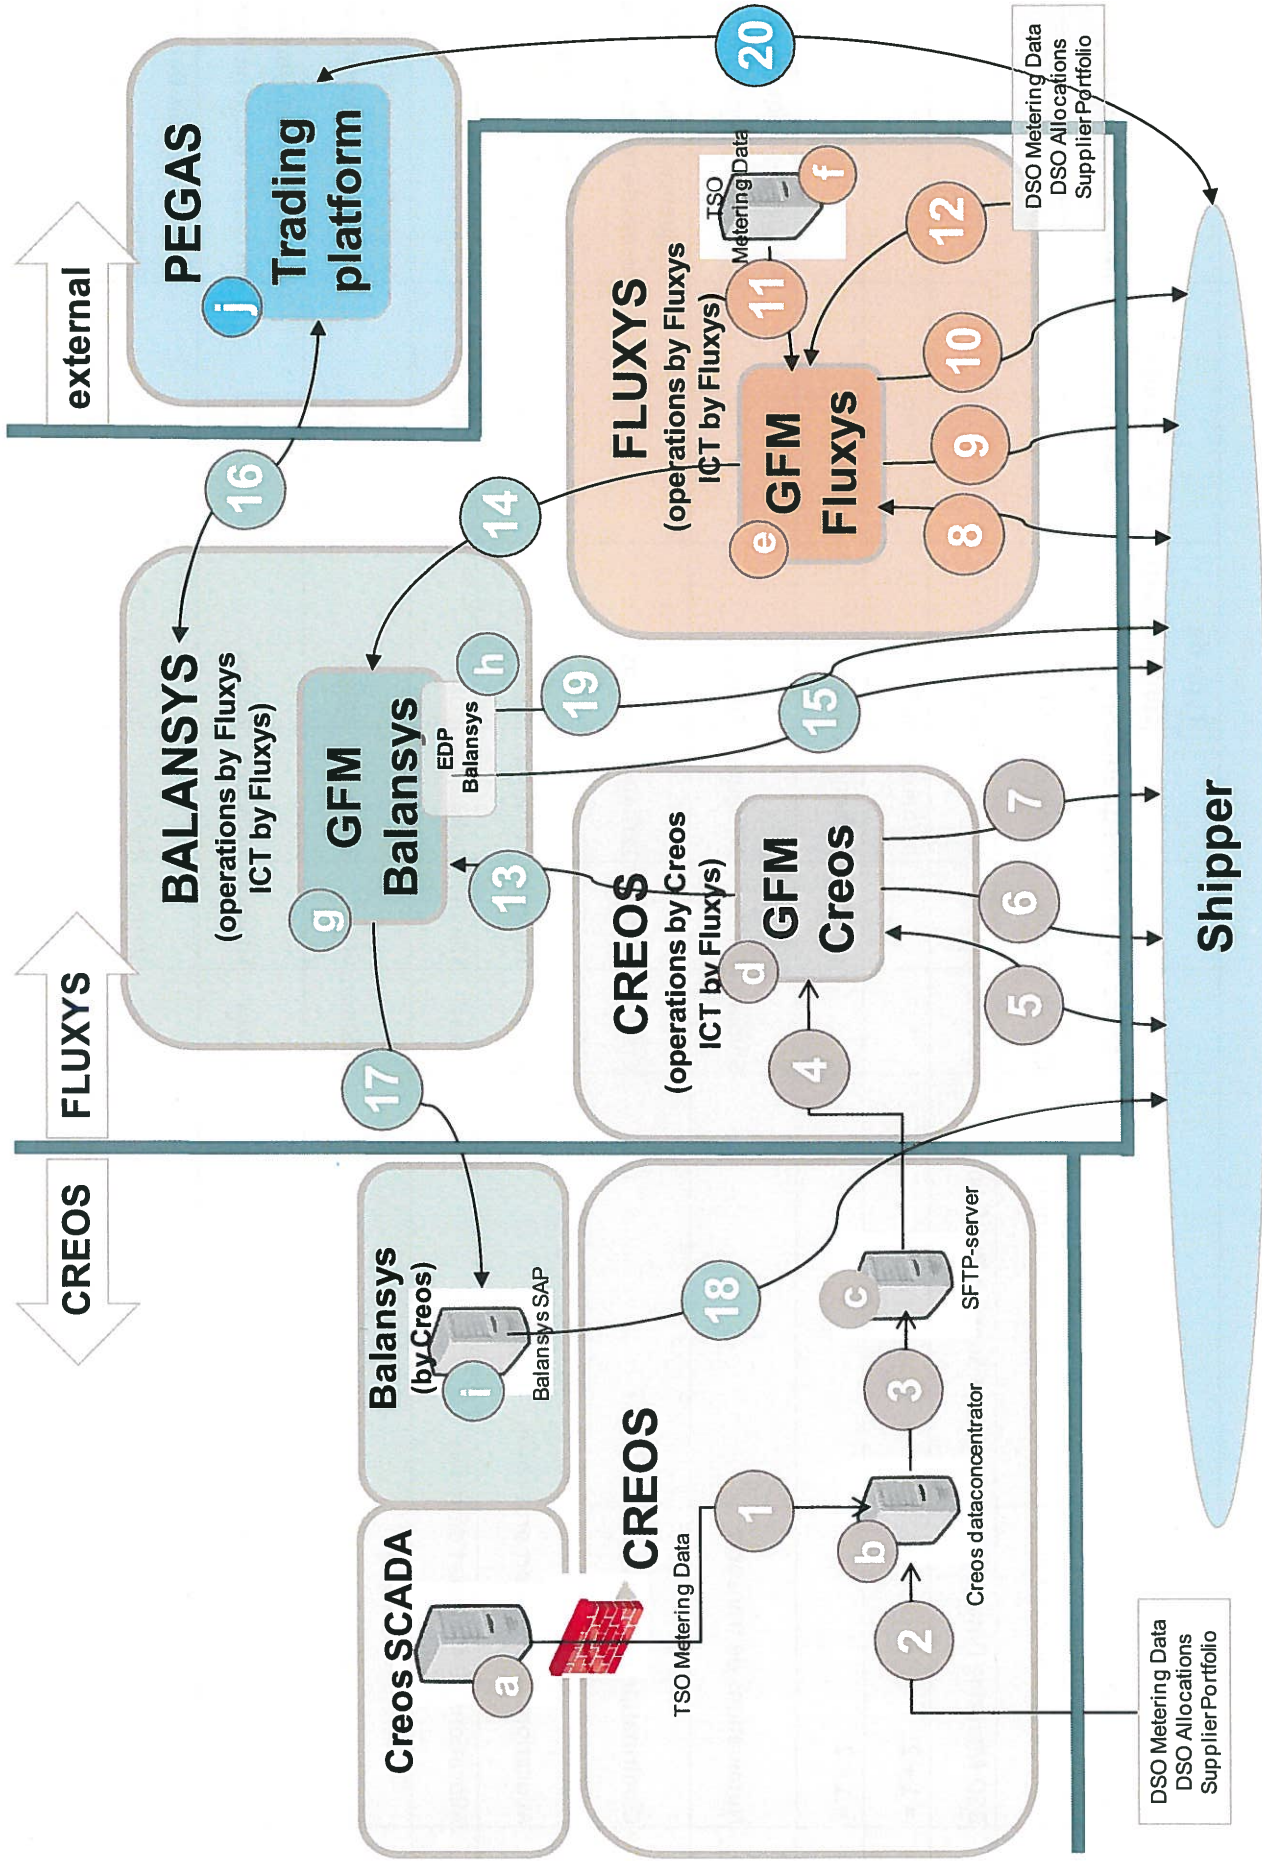 CREOS
FLUXYS
external
Creos SCADA
a
Balansys
(by Creos)
i
Balansys SAP
BALANSYS
(operations by Fluxys
ICT by Fluxys)
g
GFM
Balansys
EDP
Balansys
h
PEGAS
j
Trading
platform
16
17
14
13
19
15
18
20
CREOS
TSO Metering Data
1
b
Creos dataconcentrator
2
3
c
SFTP-server
4
CREOS
(operations by Creos
ICT by Fluxys)
d
GFM
Creos
5
6
7
FLUXYS
(operations by Fluxys
ICT by Fluxys)
e
GFM
Fluxys
TSO
Metering Data
f
11
12
8
9
10
DSO Metering Data
DSO Allocations
Supplier Portfolio
DSO Metering Data
DSO Allocations
Supplier Portfolio
Shipper